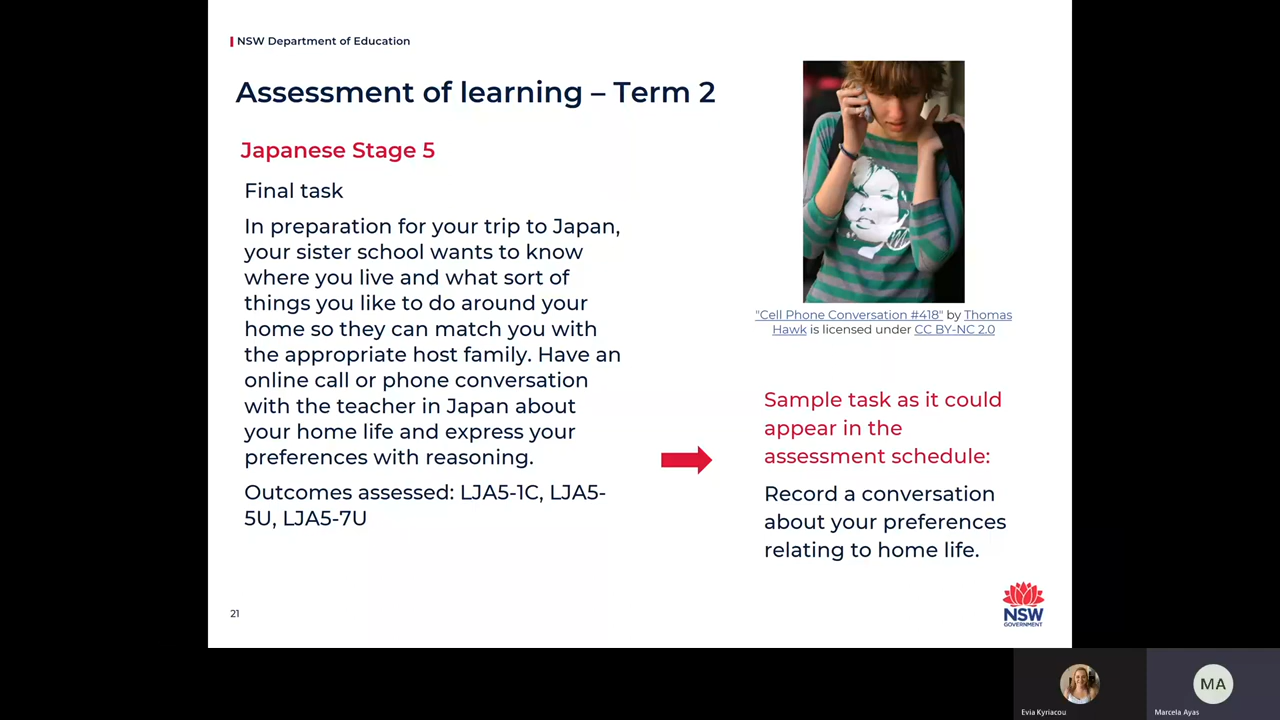 NSW Department of Education
Assessment of learning – Term 2
Japanese Stage 5
Final task
In preparation for your trip to Japan,
your sister school wants to know
where you live and what sort of
things you like to do around your
home so they can match you with
the appropriate host family. Have an
online call or phone conversation
with the teacher in Japan about
your home life and express your
preferences with reasoning.
Outcomes assessed: LJA5-1C, LJA5-
5U, LJA5-7U
"Cell Phone Conversation #418" by Thomas
Hawk is licensed under CC BY-NC 2.0
Sample task as it could
appear in the
assessment schedule:
Record a conversation
about your preferences
relating to home life.
21
NSW
GOVERNMENT
MA
Evia Kyriacou
Marcela Ayas